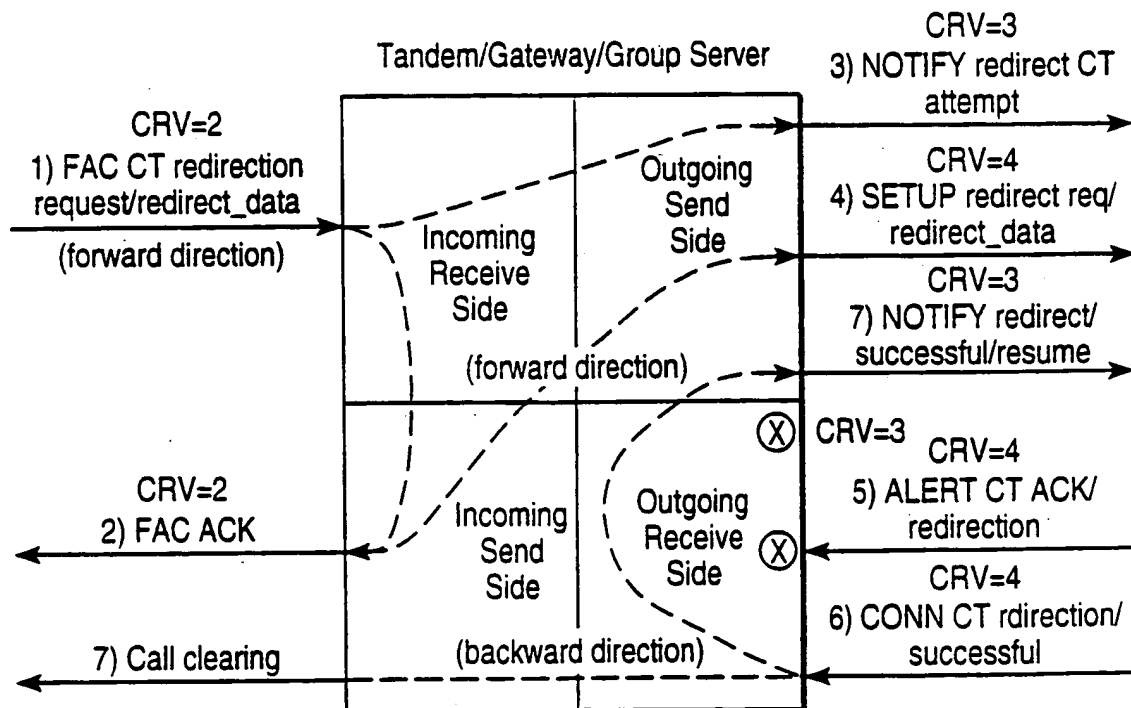 Tandem/Gateway/Group Server
CRV=2
1) FAC CT redirection
request/redirect_data
(forward direction)
CRV=2
2) FAC ACK
7) Call clearing
Incoming
Receive
Side
Outgoing
Send
Side
(forward direction)
Incoming
Send
Side
Outgoing
Receive
Side
(backward direction)
X
X
CRV=3
3) NOTIFY redirect CT
attempt
CRV=4
4) SETUP redirect req/
redirect_data
CRV=3
7) NOTIFY redirect/
successful/resume
CRV=3
CRV=4
5) ALERT CT ACK/
redirection
CRV=4
6) CONN CT rdirection/
successful